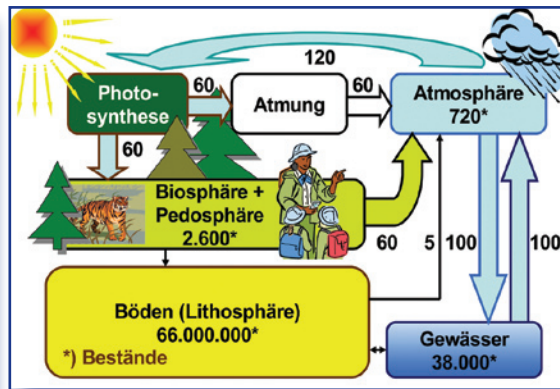 120
Photo-
synthese
60
Atmung
60
Atmosphäre
720*
60
Biosphäre +
Pedosphäre
2.600*
60
5
100
100
Böden (Lithosphäre)
66.000.000*
*) Bestände
Gewässer
38.000*